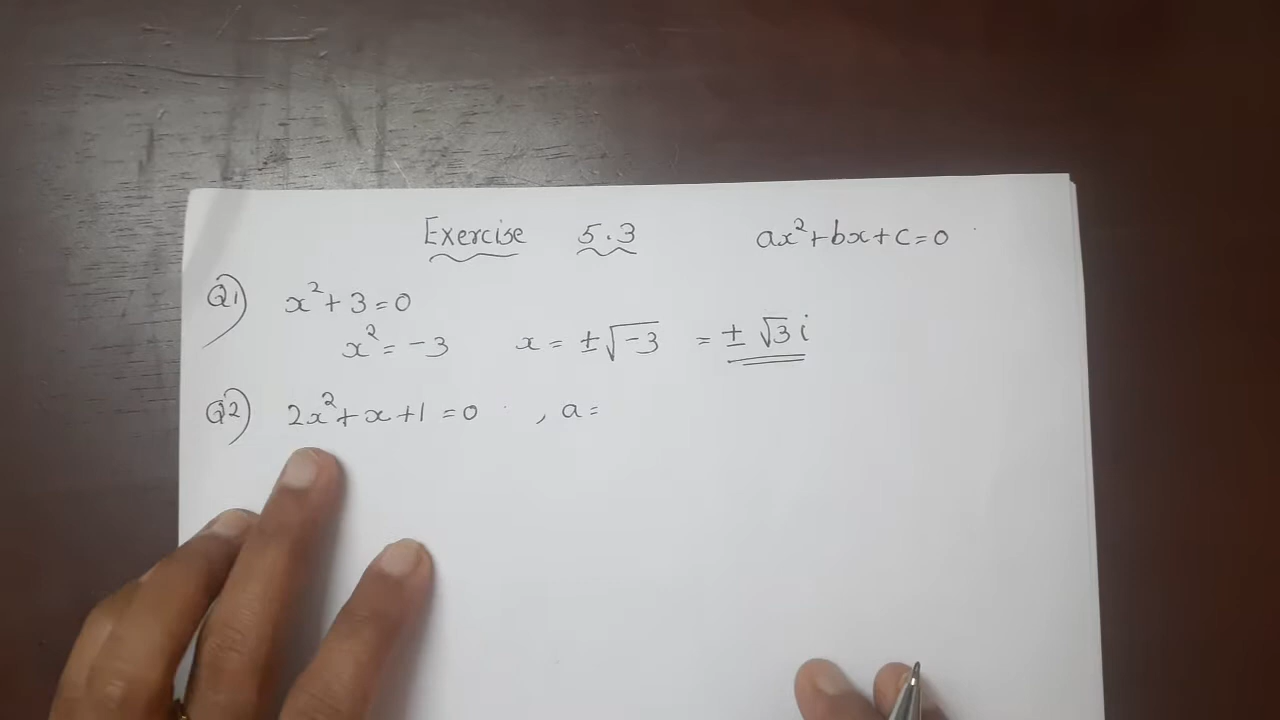 Exercise 5.3 ax²+bx+c=0
Q1) x²+3=0
x²=-3 x=±√-3 =±√3 i
Q2) 2x²+x+1=0 , a=